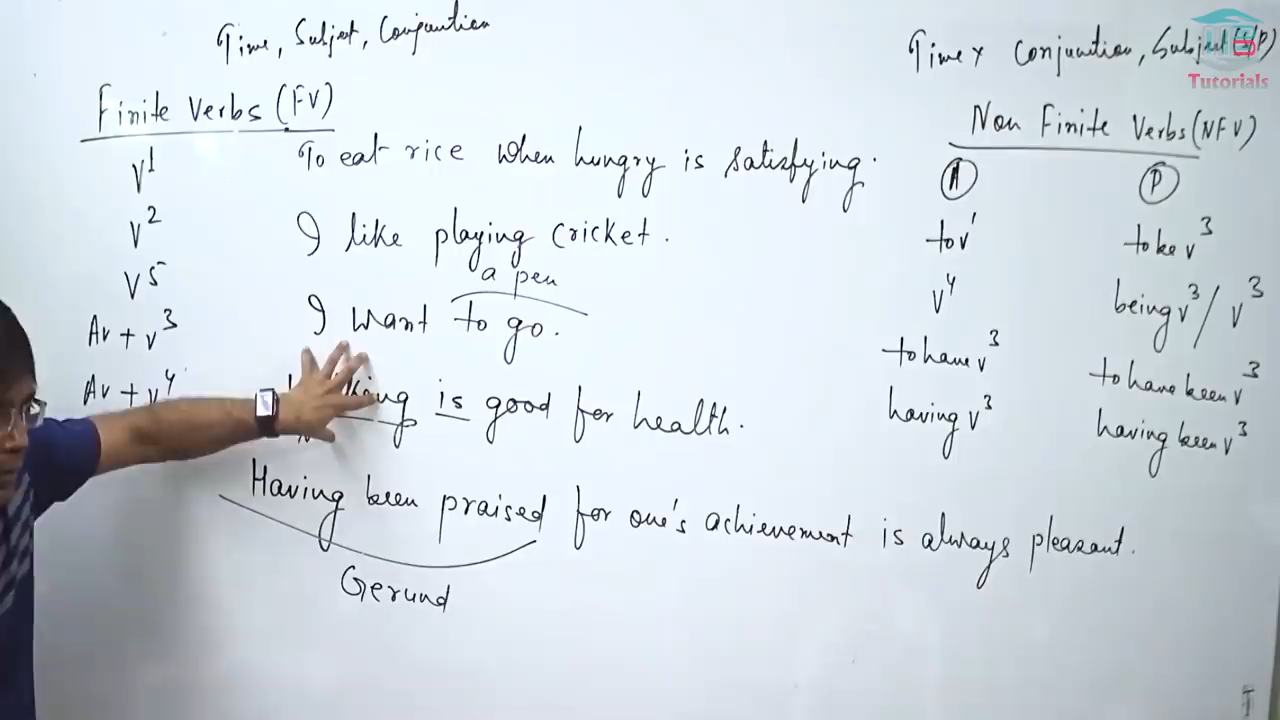 Time, Subject, Conjunction
Time x Conjunction, Subject
Tutorials
Finite Verbs (FV)
Non Finite Verbs (NFV)
V1
To eat rice when hungry is satisfying.
A
P
V2
I like playing cricket.
to v1
to be v3
V5
a pen
V4
being v3 / v3
Av + v3
I want to go.
to have v3
to have been v3
Av + v4
is good for health.
having v3
having been v3
Having been praised for one's achievement is always pleasant.
Gerund